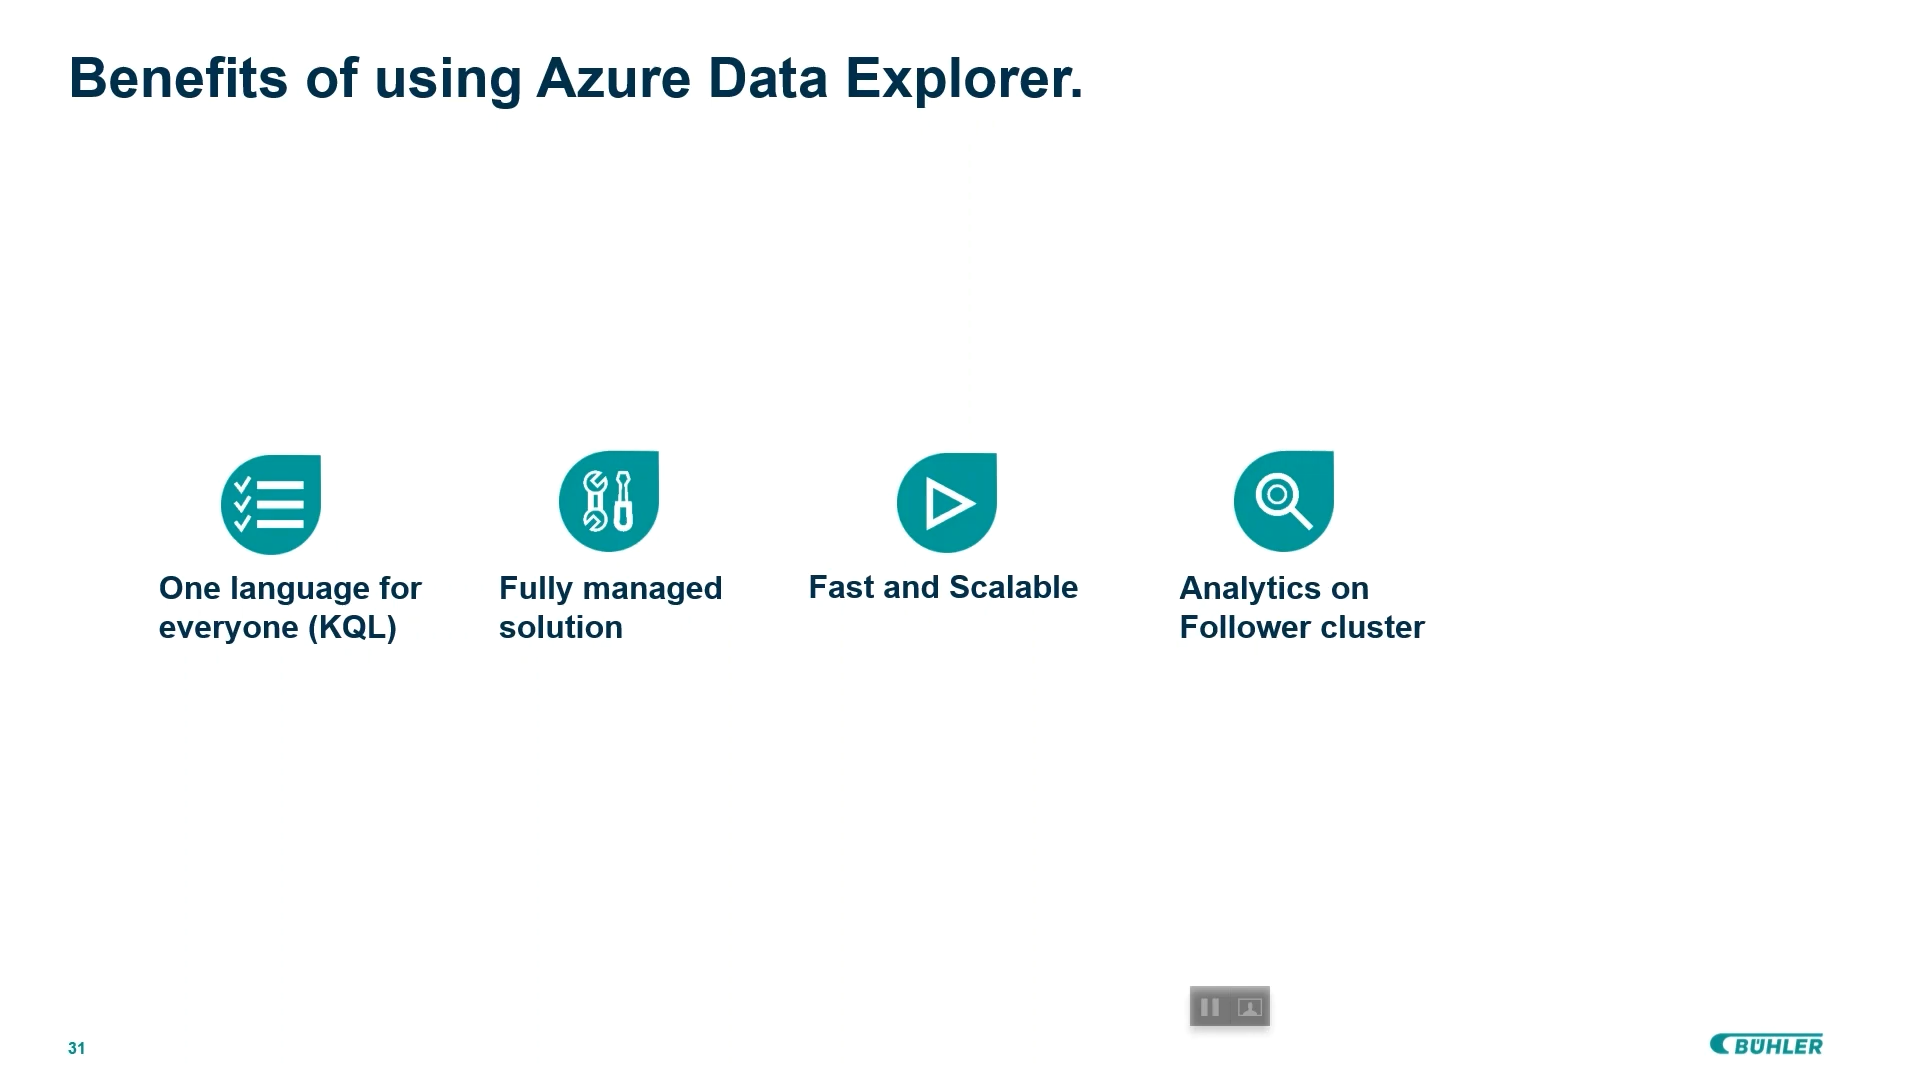 Benefits of using Azure Data Explorer.
One language for
everyone (KQL)
Fully managed
solution
Fast and Scalable
Analytics on
Follower cluster
31
BÜHLER